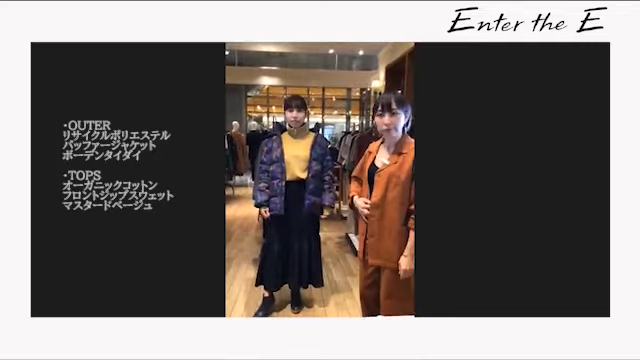 Enter the E
・OUTER
リサイクルポリエステル
パッファージャケット
ボーデンタイダイ
・TOPS
オーガニックコットン
フロントジップスウェット
マスタードベージュ